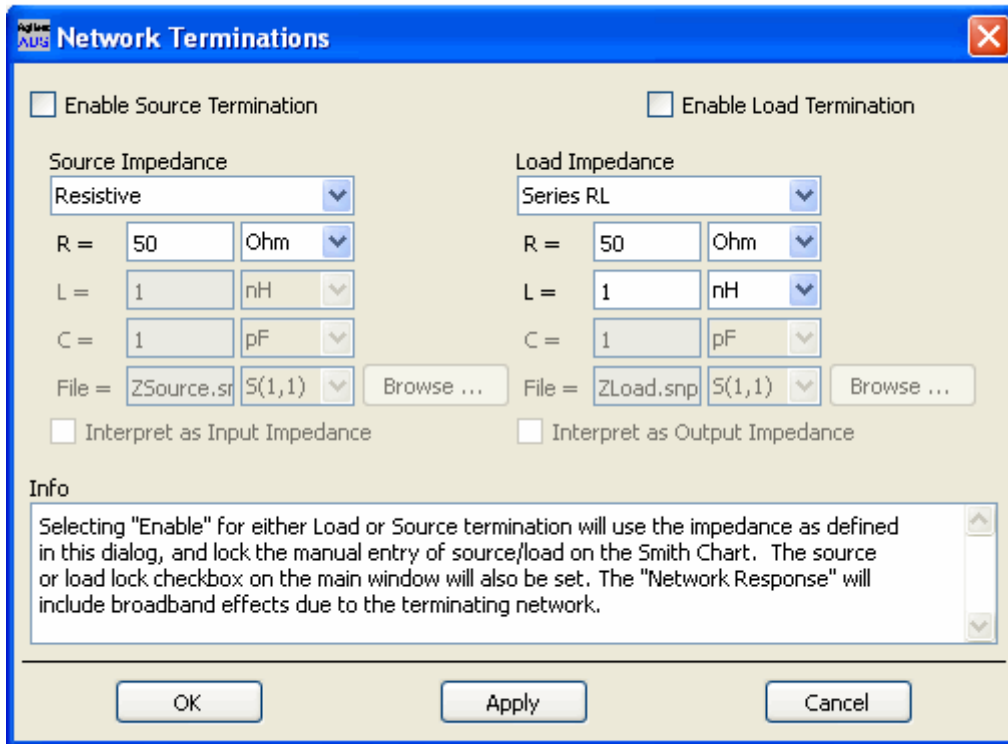 Agilent
ADS
Network Terminations
Enable Source Termination
Enable Load Termination
Source Impedance
Resistive
R =
50
Ohm
L =
1
nH
C =
1
pF
File =
ZSource.sn
S(1,1)
Browse ...
Interpret as Input Impedance
Load Impedance
Series RL
R =
50
Ohm
L =
1
nH
C =
1
pF
File =
ZLoad.snp
S(1,1)
Browse ...
Interpret as Output Impedance
Info
Selecting "Enable" for either Load or Source termination will use the impedance as defined
in this dialog, and lock the manual entry of source/load on the Smith Chart.  The source
or load lock checkbox on the main window will also be set. The "Network Response" will
include broadband effects due to the terminating network.
OK
Apply
Cancel